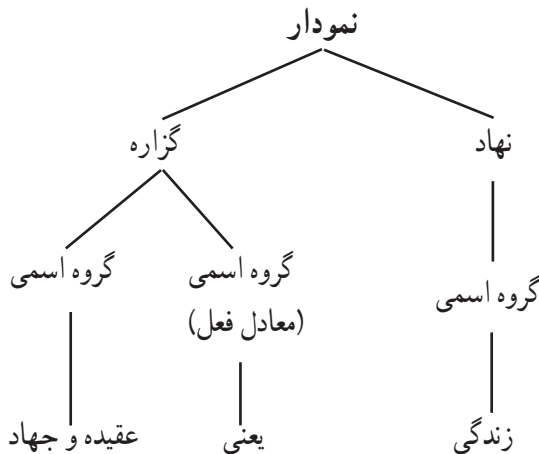 نمودار
نهاد
گزاره
گروه اسمی
گروه اسمی
(معادل فعل)
گروه اسمی
زندگی
یعنی
عقیده و جهاد